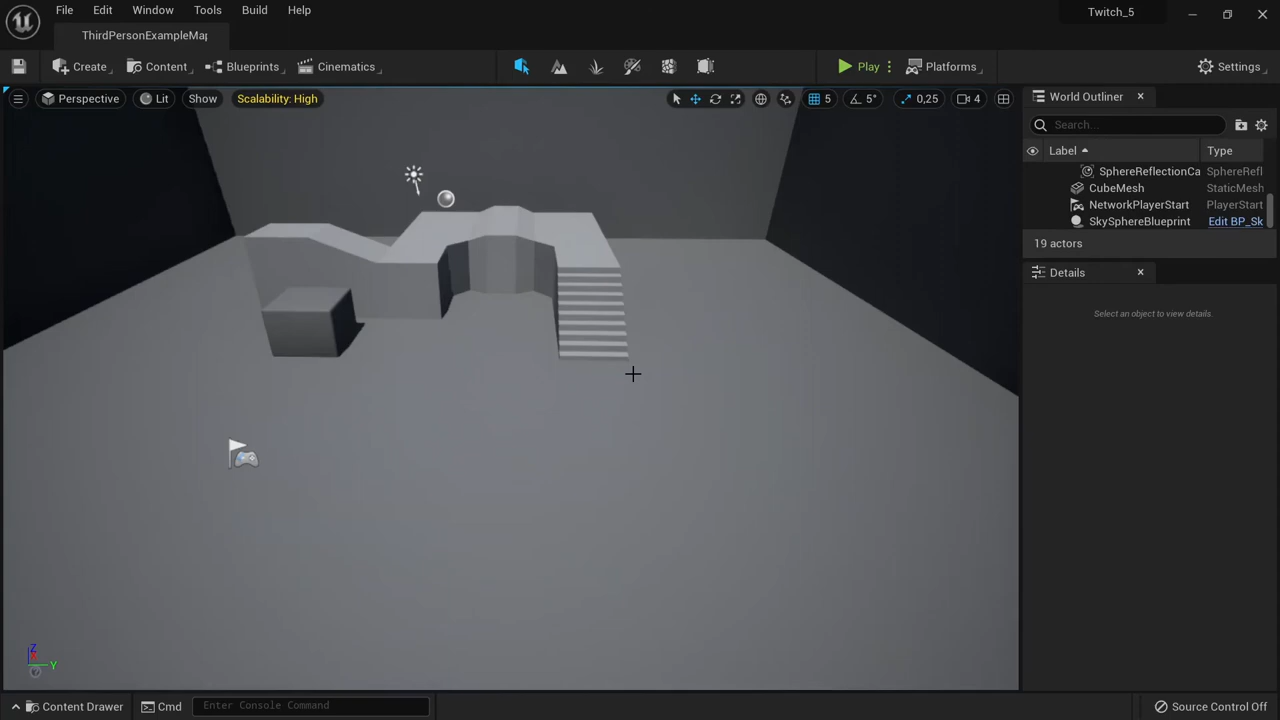 File Edit Window Tools Build Help
Twitch_5
ThirdPersonExampleMap
Create Content Blueprints Cinematics Play Platforms Settings
Perspective Lit Show Scalability: High 5 5° 0,25 4
World Outliner
Search...
Label Type
SphereReflectionCa SphereRefl
CubeMesh StaticMesh
NetworkPlayerStart PlayerStart
SkySphereBlueprint Edit BP_Sk
19 actors
Details
Select an object to view details.
Z
X
Y
Content Drawer Cmd Enter Console Command Source Control Off